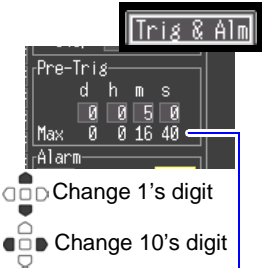 Trig & Alm
Pre-Trig
d h m s
0 0 5 0
Max 0 0 16 40
Alarm
Change 1's digit
Change 10's digit